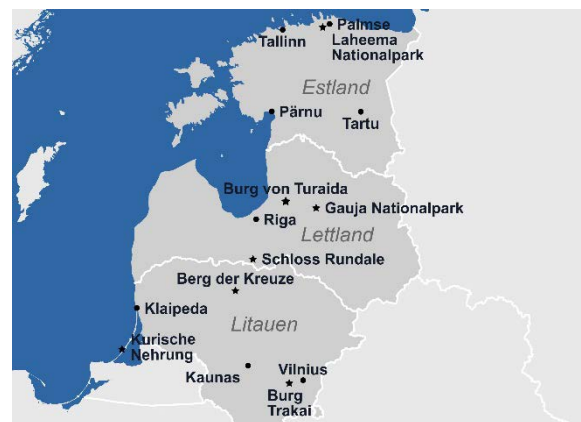 Tallinn
Palmse
Laheema
Nationalpark
Estland
Pärnu
Tartu
Burg von Turaida
Gauja Nationalpark
Riga
Lettland
Schloss Rundale
Berg der Kreuze
Klaipeda
Litauen
Kurische
Nehrung
Kaunas
Vilnius
Burg
Trakai